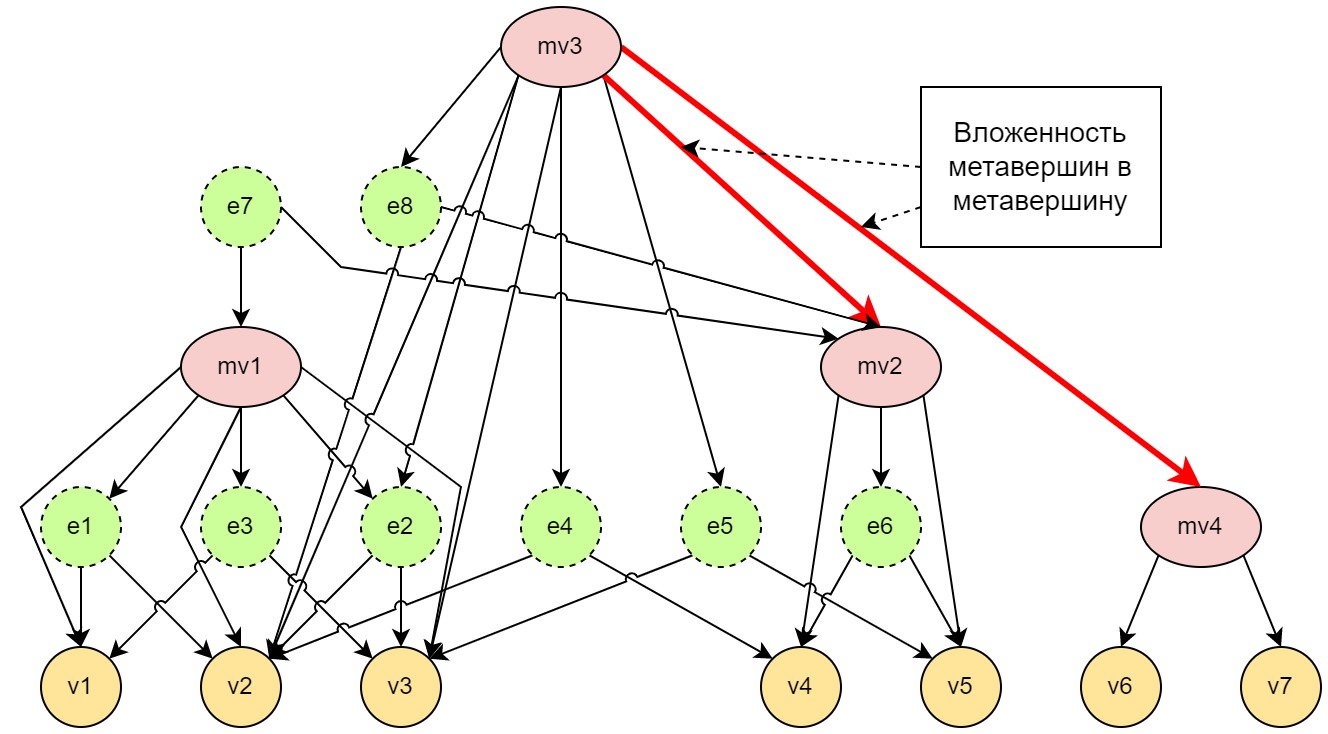 mv3
Вложенность
метавершин в
метавершину
e7
e8
mv1
mv2
e1
e3
e2
e4
e5
e6
mv4
v1
v2
v3
v4
v5
v6
v7